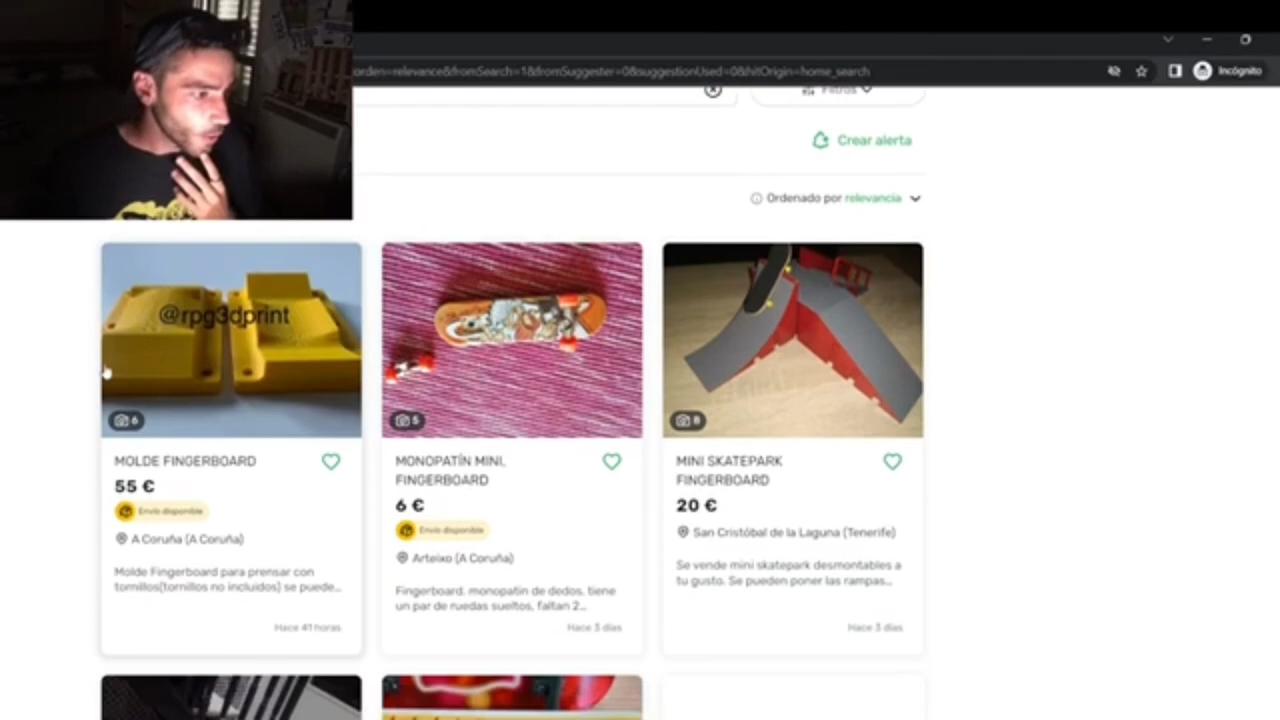 orden=relevance&fromSearch=1&fromSuggester=0&suggestionUsed=0&hitOrigin=home_search
Incógnito
Filtros
Crear alerta
Ordenado por relevancia
@rpg3dprint
6
5
8
MOLDE FINGERBOARD
55 €
Envío disponible
A Coruña (A Coruña)
Molde Fingerboard para prensar con
tornillos(tornillos no incluidos) se puede...
Hace 41 horas
MONOPATÍN MINI,
FINGERBOARD
6 €
Envío disponible
Arteixo (A Coruña)
Fingerboard, monopatin de dedos, tiene
un par de ruedas sueltos, faltan 2...
Hace 3 días
MINI SKATEPARK
FINGERBOARD
20 €
San Cristóbal de la Laguna (Tenerife)
Se vende mini skatepark desmontables a
tu gusto. Se pueden poner las rampas...
Hace 3 días